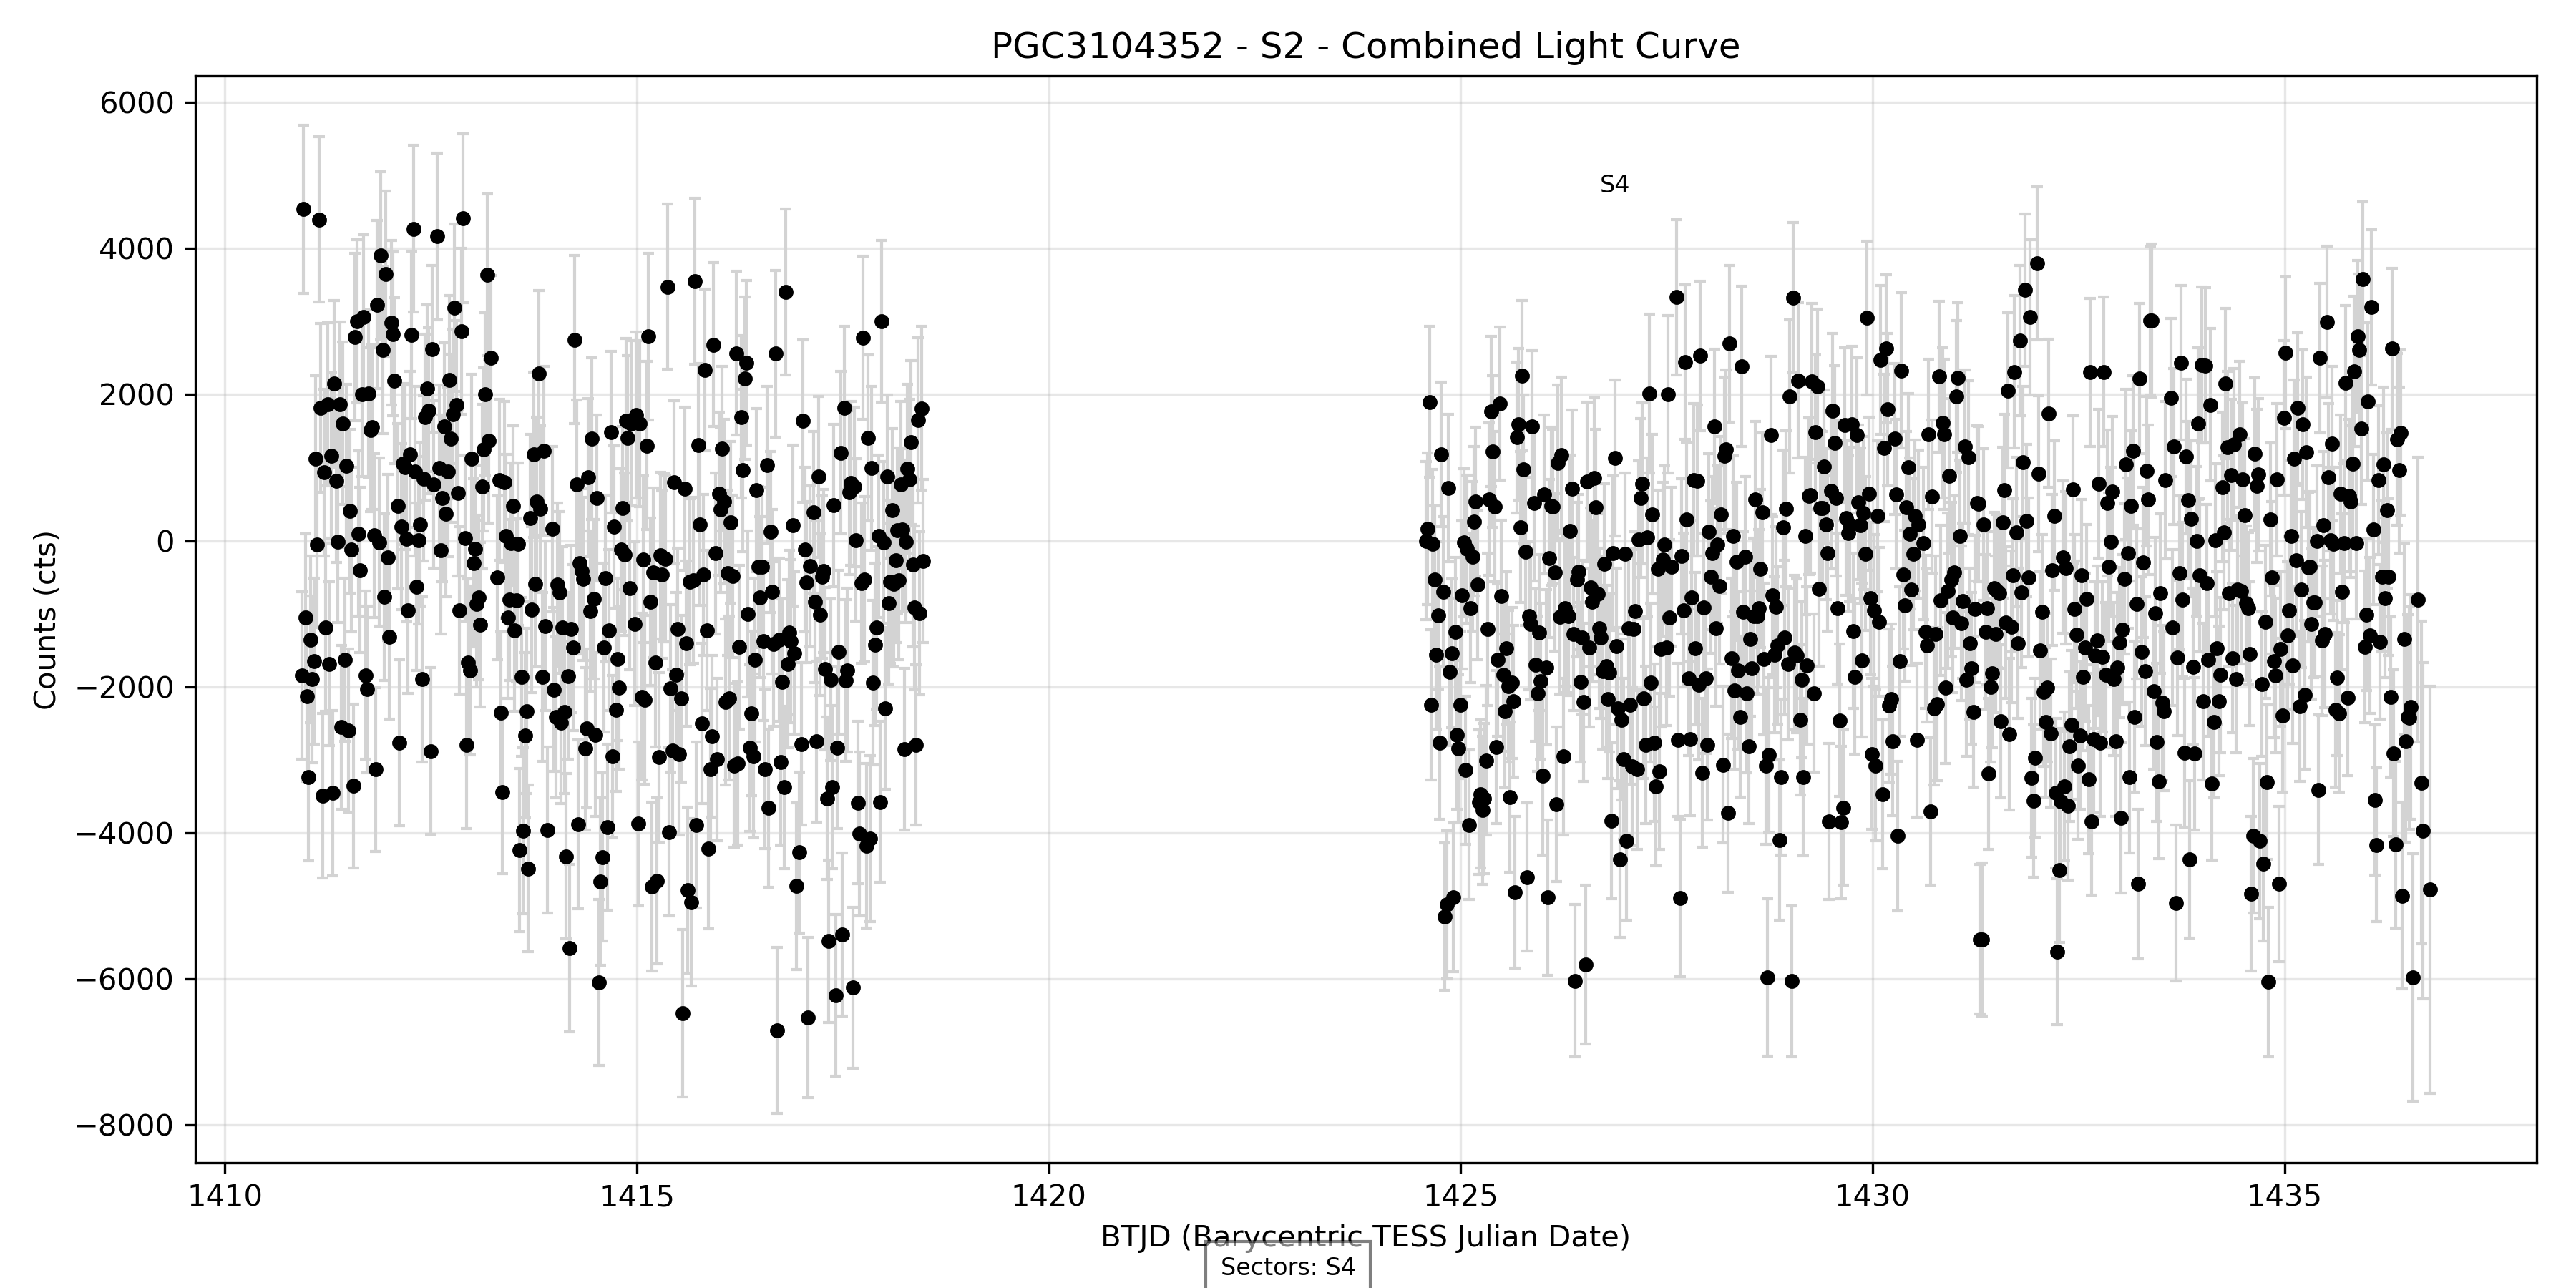 PGC3104352 - S2 - Combined Light Curve
6000
4000
2000
0
−2000
−4000
−6000
−8000
Counts (cts)
S4
1410
1415
1420
1425
1430
1435
BTJD (Barycentric TESS Julian Date)
Sectors: S4